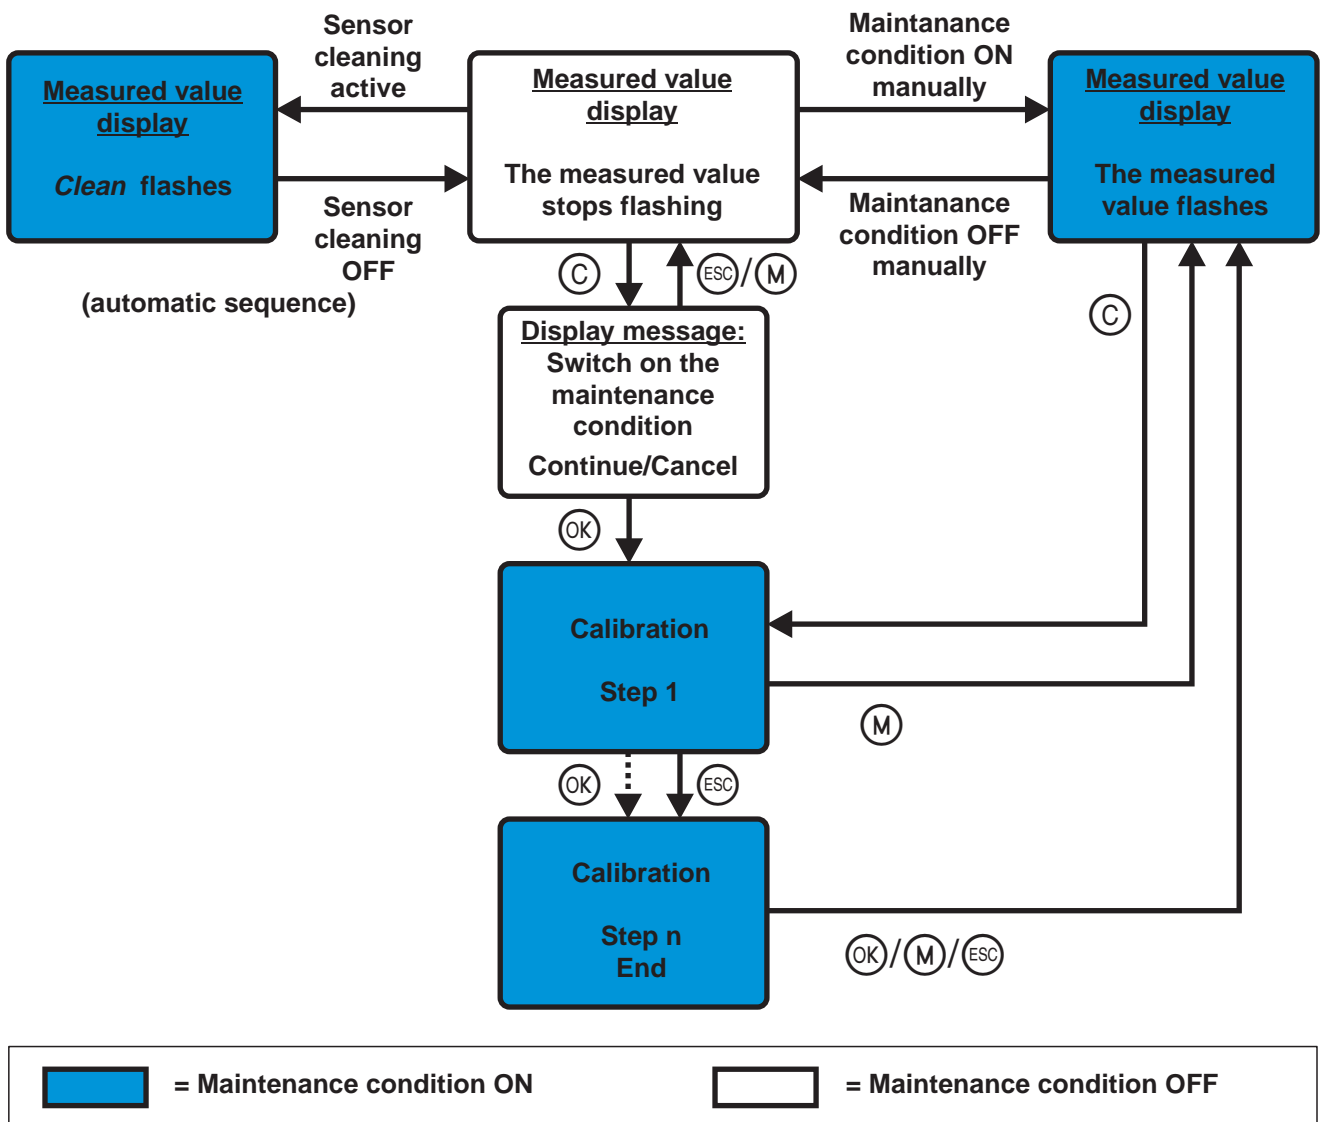 Sensor
cleaning
active
Maintanance
condition ON
manually
Measured value
display
Clean flashes
Measured value
display
The measured value
stops flashing
Measured value
display
The measured
value flashes
Sensor
cleaning
OFF
(automatic sequence)
Maintanance
condition OFF
manually
C
ESC/M
C
Display message:
Switch on the
maintenance
condition
Continue/Cancel
OK
Calibration
Step 1
M
OK
ESC
Calibration
Step n
End
OK/M/ESC
= Maintenance condition ON
= Maintenance condition OFF